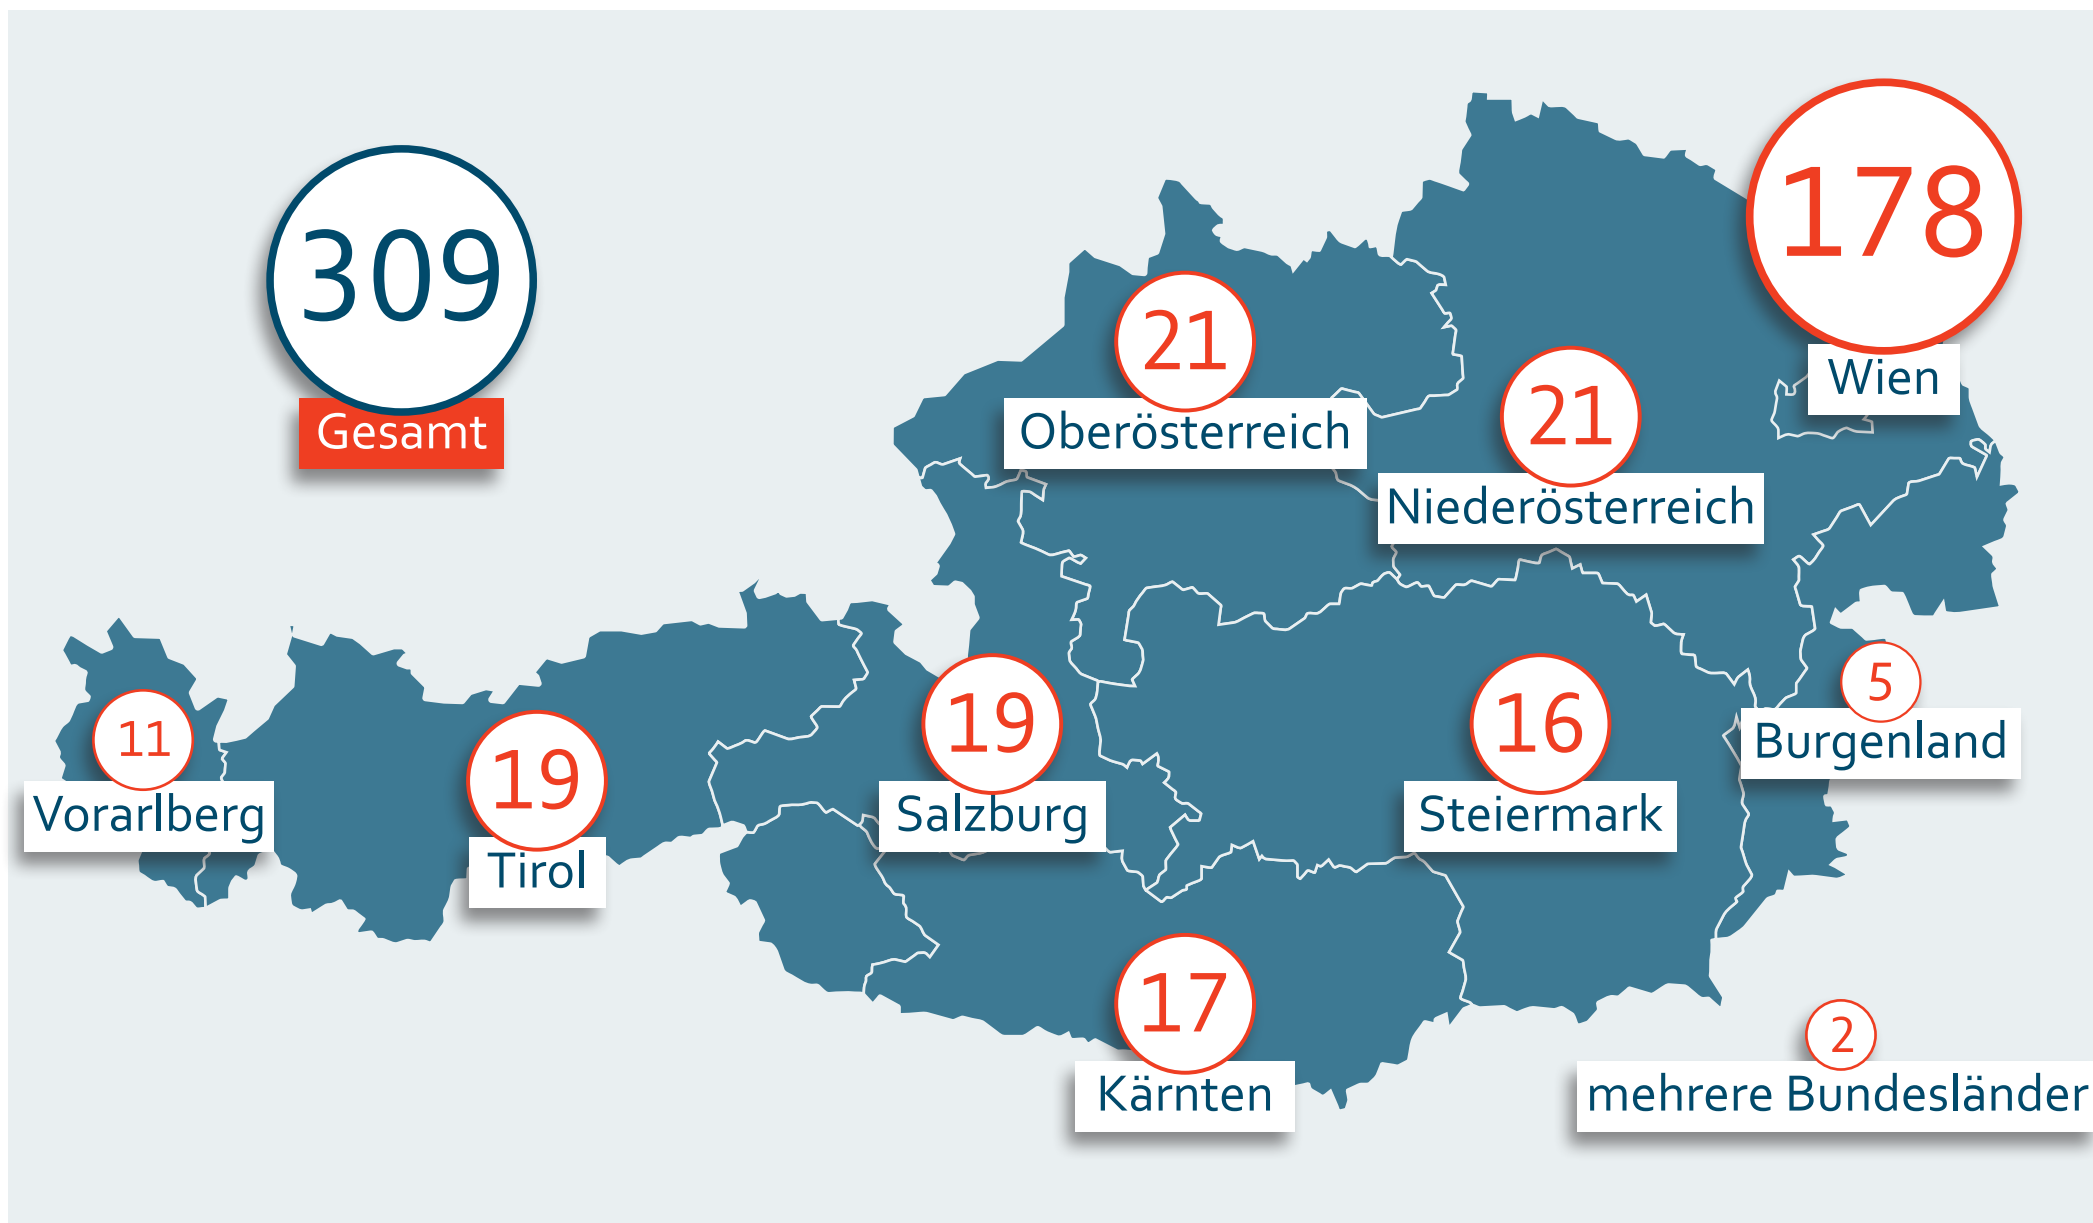 178
Wien
309
Gesamt
21
Oberösterreich
21
Niederösterreich
5
Burgenland
11
Vorarlberg
19
Tirol
19
Salzburg
16
Steiermark
17
Kärnten
2
mehrere Bundesländer